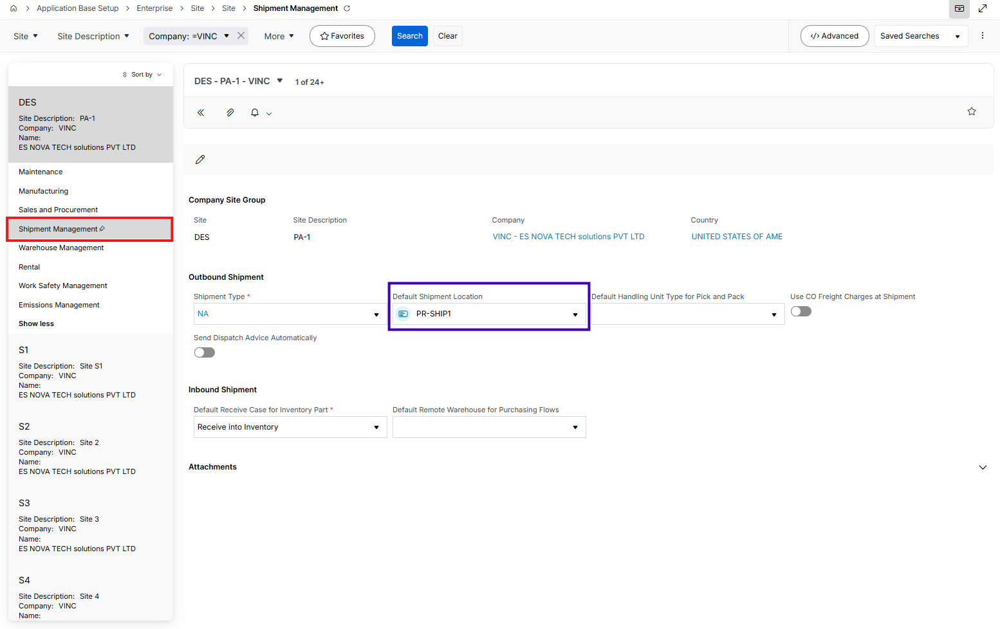 Application Base Setup > Enterprise > Site > Site > Shipment Management
Site Site Description Company: =VINC More Favorites Search Clear </> Advanced Saved Searches
Sort by
DES
Site Description: PA-1
Company: VINC
Name:
ES NOVA TECH solutions PVT LTD
Maintenance
Manufacturing
Sales and Procurement
Shipment Management
Warehouse Management
Rental
Work Safety Management
Emissions Management
Show less
S1
Site Description: Site S1
Company: VINC
Name:
ES NOVA TECH solutions PVT LTD
S2
Site Description: Site 2
Company: VINC
Name:
ES NOVA TECH solutions PVT LTD
S3
Site Description: Site 3
Company: VINC
Name:
ES NOVA TECH solutions PVT LTD
S4
Site Description: Site 4
Company: VINC
Name:
DES - PA-1 - VINC 1 of 24+
Company Site Group
Site Site Description Company Country
DES PA-1 VINC - ES NOVA TECH solutions PVT LTD UNITED STATES OF AME
Outbound Shipment
Shipment Type * Default Shipment Location Default Handling Unit Type for Pick and Pack Use CO Freight Charges at Shipment
NA PR-SHIP1
Send Dispatch Advice Automatically
Inbound Shipment
Default Receive Case for Inventory Part * Default Remote Warehouse for Purchasing Flows
Receive into Inventory
Attachments